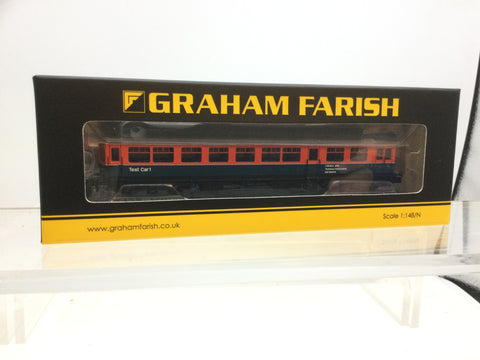 GRAHAM FARISH
Test Car 1
www.grahamfarish.co.uk
Scale 1:148/N